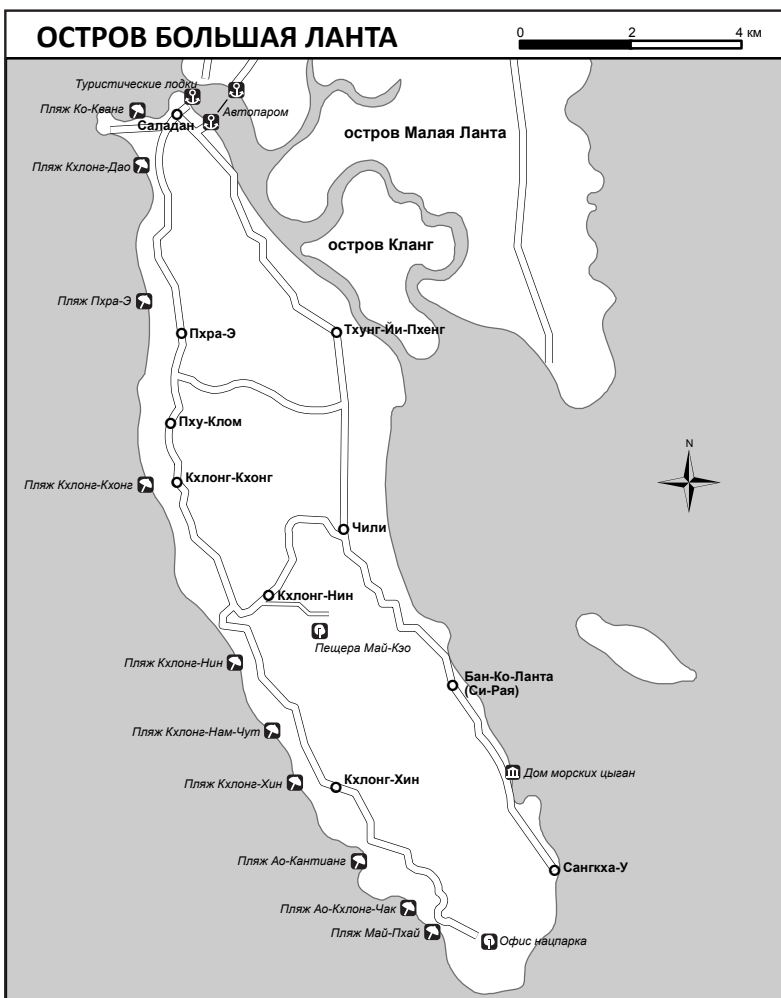 ОСТРОВ БОЛЬШАЯ ЛАНТА
0 2 4 км
Туристические лодки
Пляж Ко-Кванг
Автопаром
Саладан
остров Малая Ланта
Пляж Кхлонг-Дао
остров Кланг
Пляж Пхра-Э
Пхра-Э
Тхунг-Йи-Пхенг
Пху-Клом
N
Кхлонг-Кхонг
Пляж Кхлонг-Кхонг
Чили
Кхлонг-Нин
Пещера Май-Кэо
Пляж Кхлонг-Нин
Бан-Ко-Ланта
(Си-Рая)
Пляж Кхлонг-Нам-Чут
Дом морских цыган
Пляж Кхлонг-Хин
Кхлонг-Хин
Пляж Ао-Кантианг
Сангкха-У
Пляж Ао-Кхлонг-Чак
Пляж Май-Пхай
Офис нацпарка